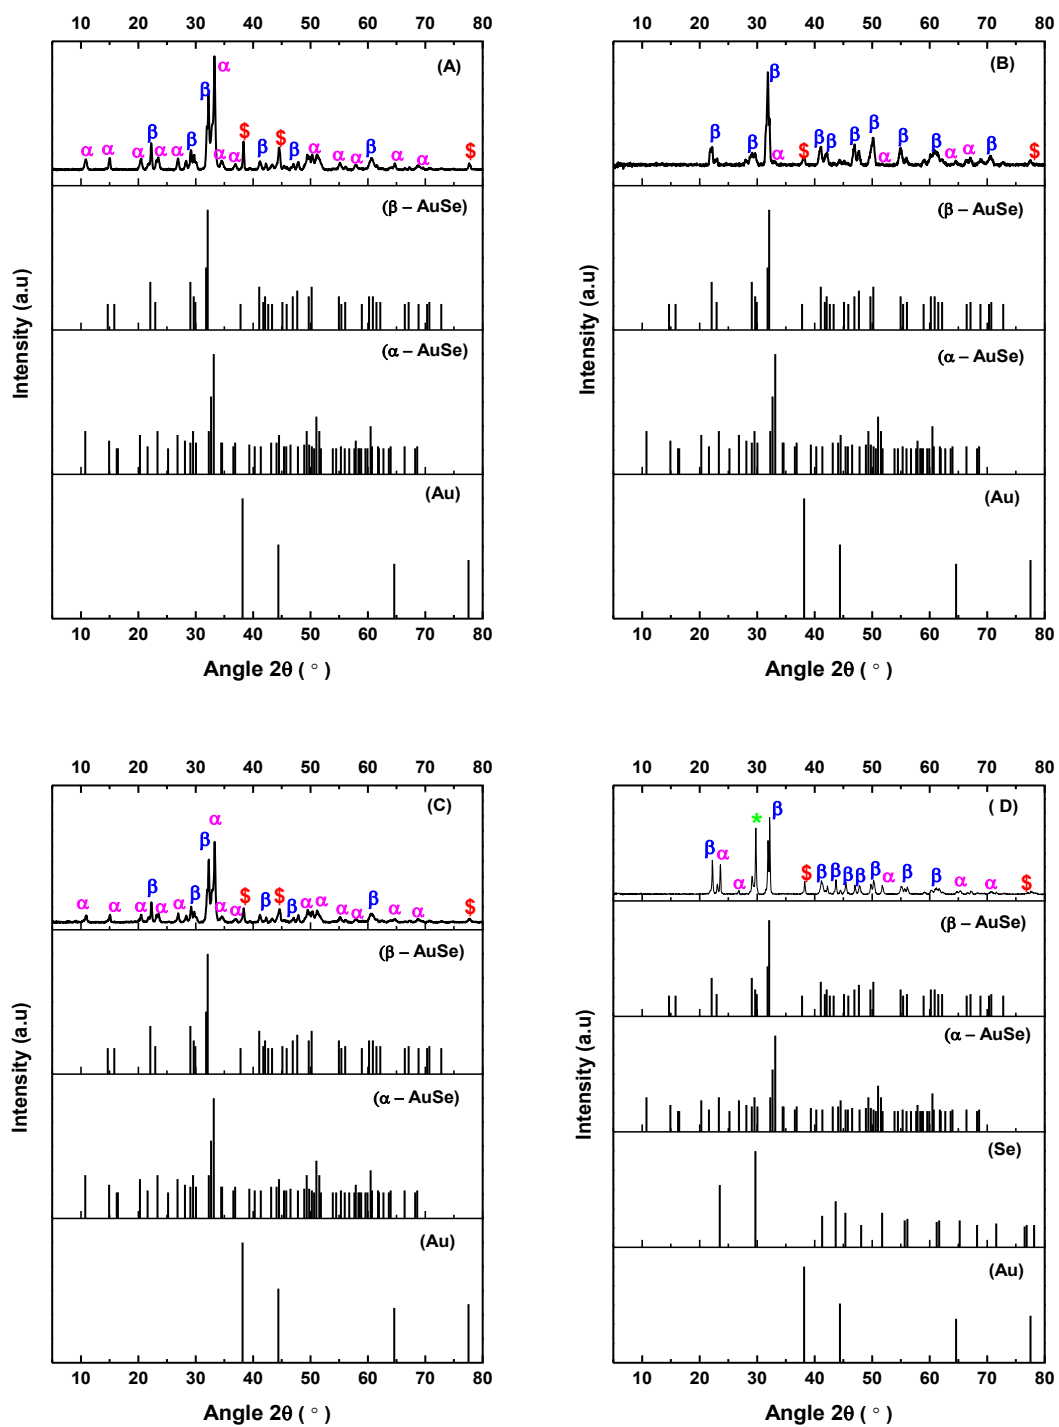 10 20 30 40 50 60 70 80
(A)
α α β α α α β β α α α $ β $ β α α α β α α $
(β – AuSe)
(α – AuSe)
(Au)
Intensity (a.u)
10 20 30 40 50 60 70 80
Angle 2θ ( ° )
10 20 30 40 50 60 70 80
(B)
β β β α $ β β β β α β β α α β $
(β – AuSe)
(α – AuSe)
(Au)
Intensity (a.u)
10 20 30 40 50 60 70 80
Angle 2θ ( ° )
10 20 30 40 50 60 70 80
(C)
α α α β α α β β α α α $ β $ β α α α α β α α $
(β – AuSe)
(α – AuSe)
(Au)
Intensity (a.u)
10 20 30 40 50 60 70 80
Angle 2θ ( ° )
10 20 30 40 50 60 70 80
( D)
β α α * β $ β β β β β α β β α α $
(β – AuSe)
(α – AuSe)
(Se)
(Au)
Intensity (a.u)
10 20 30 40 50 60 70 80
Angle 2θ ( ° )